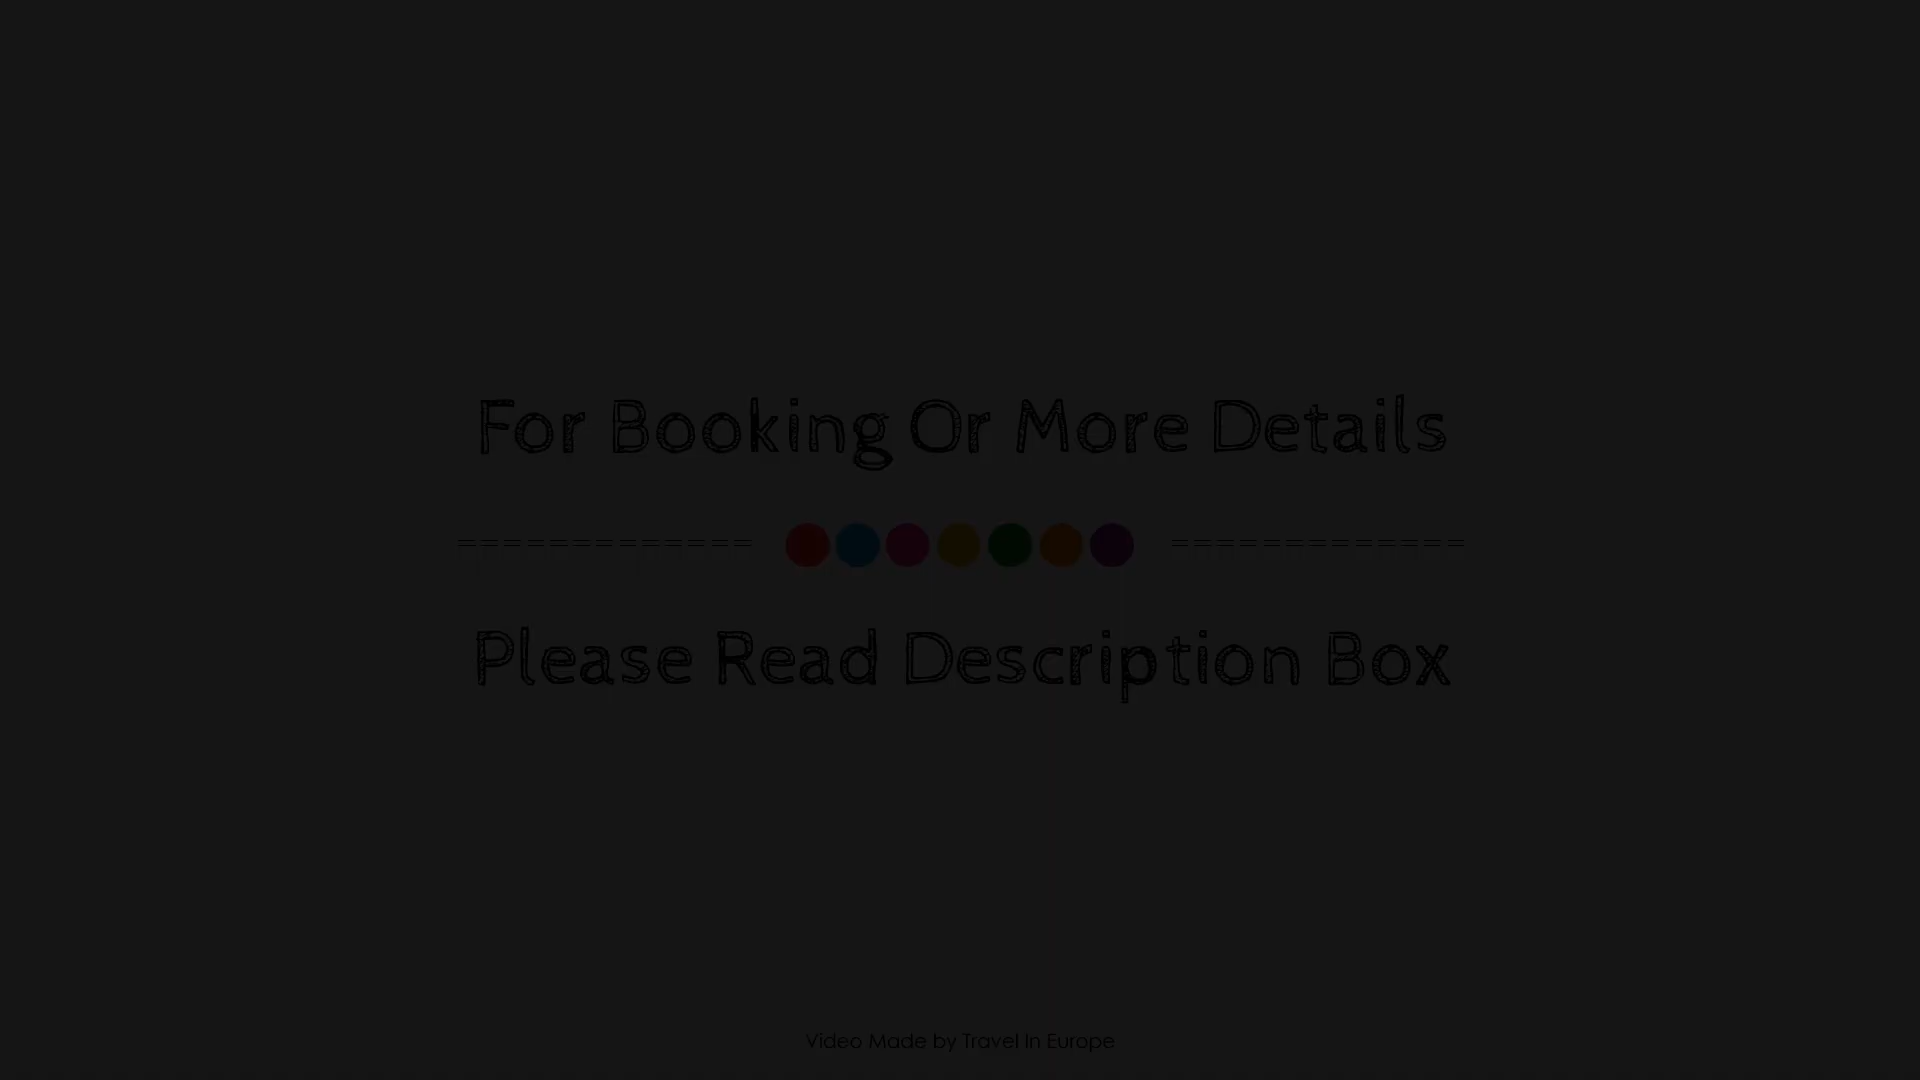 For Booking Or More Details
============= =============
Please Read Description Box
Video Made by Travel In Europe